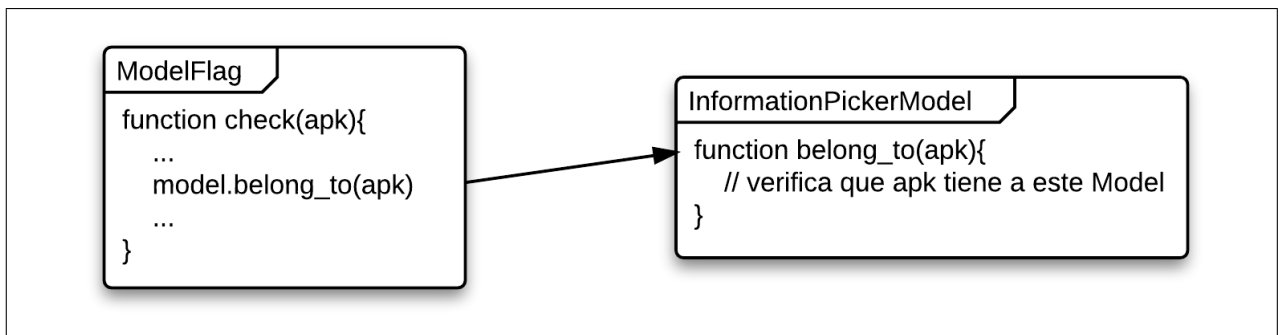 ModelFlag
function check(apk){
...
model.belong_to(apk)
...
}
InformationPickerModel
function belong_to(apk){
// verifica que apk tiene a este Model
}